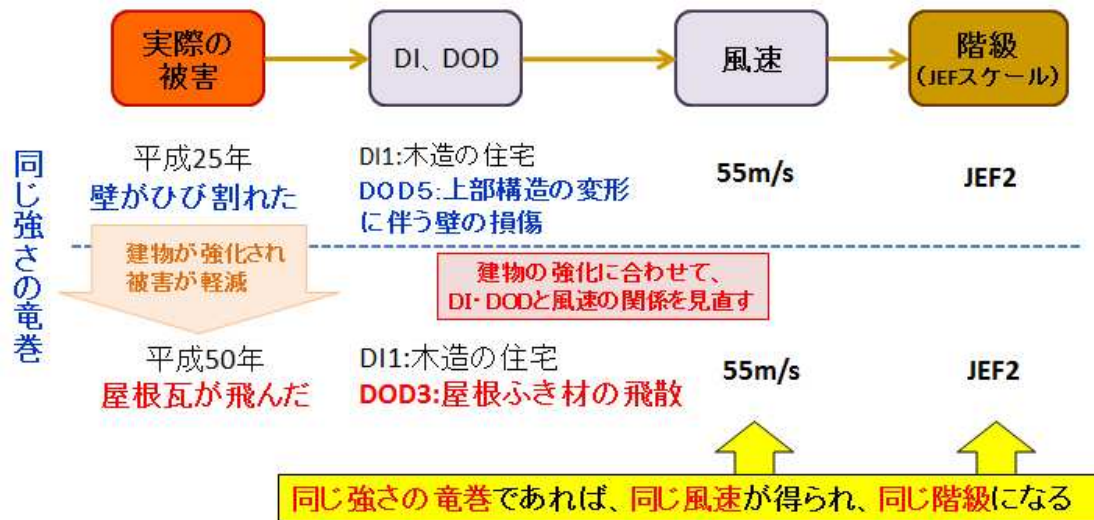 実際の
被害
DI、DOD
風速
階級
（JEFスケール）
同じ強さの竜巻
平成25年
壁がひび割れた
DI1:木造の住宅
DOD5:上部構造の変形
に伴う壁の損傷
55m/s
JEF2
建物が強化され
被害が軽減
建物の強化に合わせて、
DI・DODと風速の関係を見直す
平成50年
屋根瓦が飛んだ
DI1:木造の住宅
DOD3:屋根ふき材の飛散
55m/s
JEF2
同じ強さの竜巻であれば、同じ風速が得られ、同じ階級になる